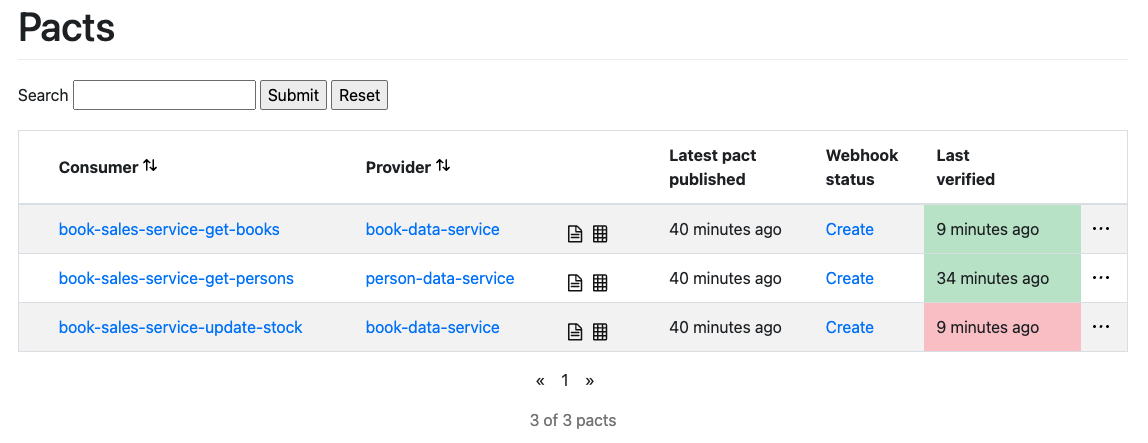 Pacts
Search Submit Reset
Consumer Provider Latest pact published Webhook status Last verified
book-sales-service-get-books book-data-service 40 minutes ago Create 9 minutes ago ...
book-sales-service-get-persons person-data-service 40 minutes ago Create 34 minutes ago ...
book-sales-service-update-stock book-data-service 40 minutes ago Create 9 minutes ago ...
« 1 »
3 of 3 pacts